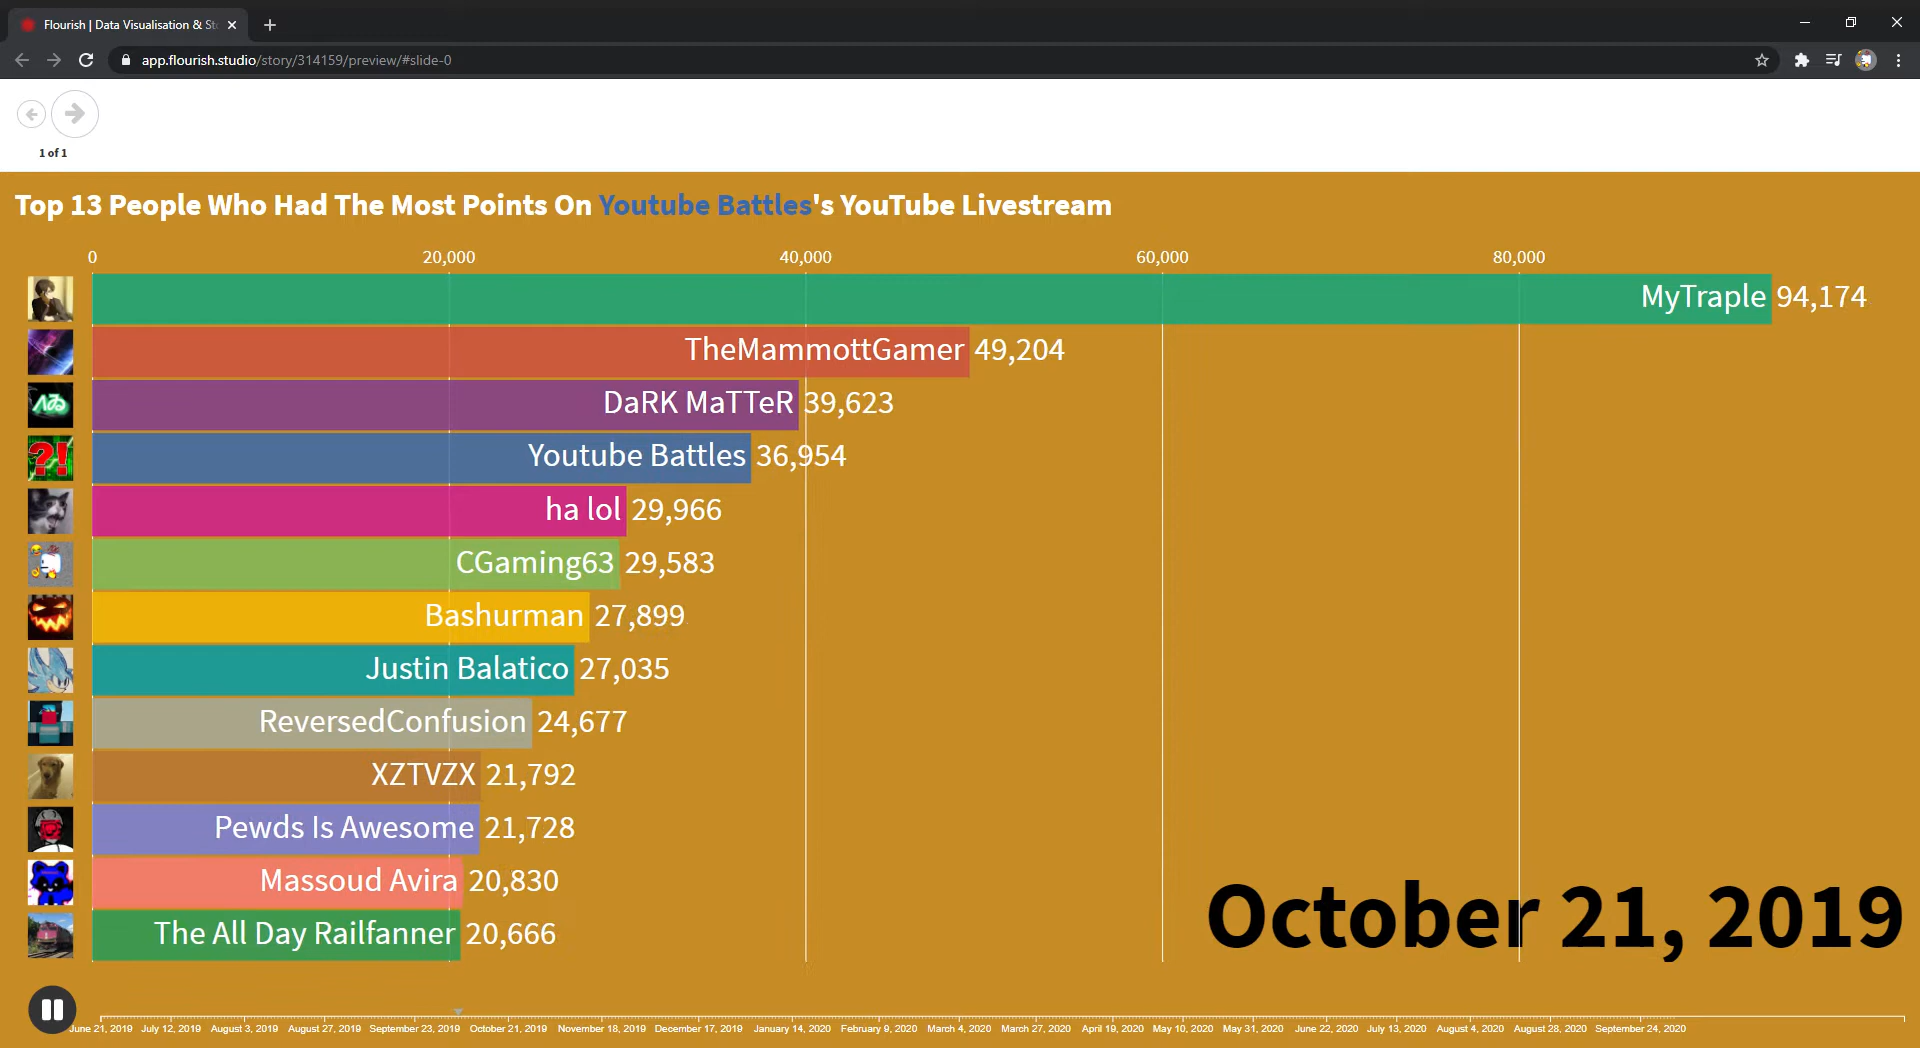 Flourish | Data Visualisation & St
app.flourish.studio/story/314159/preview/#slide-0
1 of 1
Top 13 People Who Had The Most Points On Youtube Battles's YouTube Livestream
0 20,000 40,000 60,000 80,000
MyTraple 94,174
TheMammottGamer 49,204
DaRK MaTTeR 39,623
?! Youtube Battles 36,954
ha lol 29,966
CGaming63 29,583
Bashurman 27,899
Justin Balatico 27,035
ReversedConfusion 24,677
XZTVZX 21,792
Pewds Is Awesome 21,728
Massoud Avira 20,830
The All Day Railfanner 20,666
October 21, 2019
June 21, 2019 July 12, 2019 August 3, 2019 August 27, 2019 September 23, 2019 October 21, 2019 November 18, 2019 December 17, 2019 January 14, 2020 February 9, 2020 March 4, 2020 March 27, 2020 April 19, 2020 May 10, 2020 May 31, 2020 June 22, 2020 July 13, 2020 August 4, 2020 August 28, 2020 September 24, 2020